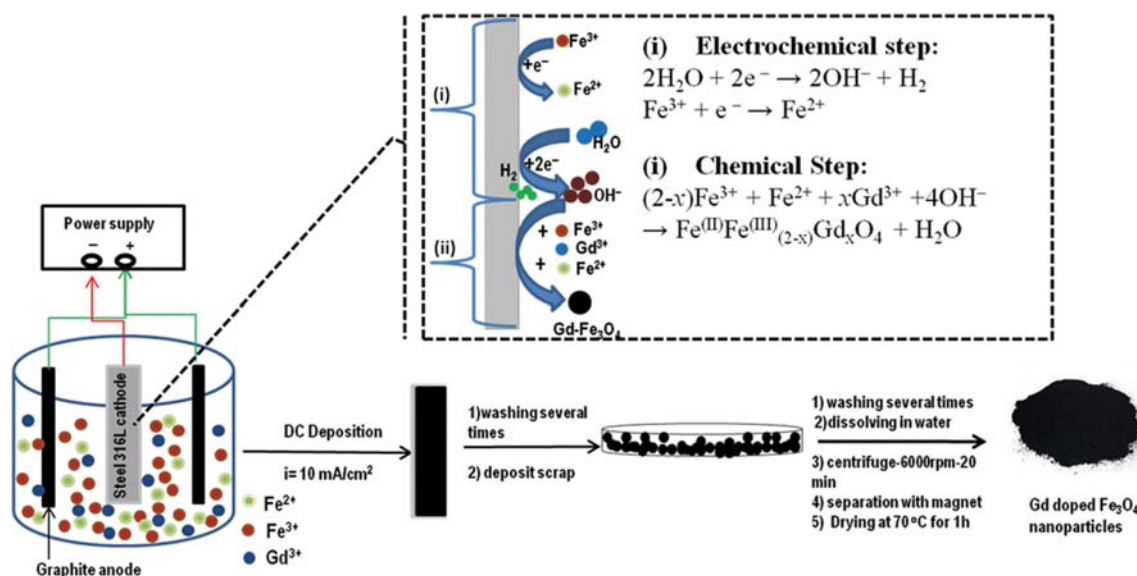 (i) Electrochemical step:
2H₂O + 2e⁻ → 2OH⁻ + H₂
Fe³⁺ + e⁻ → Fe²⁺
(i) Chemical Step:
(2-x)Fe³⁺ + Fe²⁺ + xGd³⁺ +4OH⁻
→ Fe⁽ᴵᴵ⁾Fe⁽ᴵᴵᴵ⁾₍₂₋ₓ₎GdₓO₄ + H₂O
(i)
Fe³⁺
+e⁻
Fe²⁺
H₂O
H₂
+2e⁻
OH⁻
(ii)
+
Fe³⁺
Gd³⁺
+
Fe²⁺
Gd-Fe₃O₄
Power supply
− +
Steel 316L cathode
Graphite anode
Fe²⁺
Fe³⁺
Gd³⁺
DC Deposition
i= 10 mA/cm²
1)washing several
times
2) deposit scrap
1) washing several times
2)dissolving in water
3) centrifuge-6000rpm-20
min
4) separation with magnet
5) Drying at 70 °C for 1h
Gd doped Fe₃O₄
nanoparticles